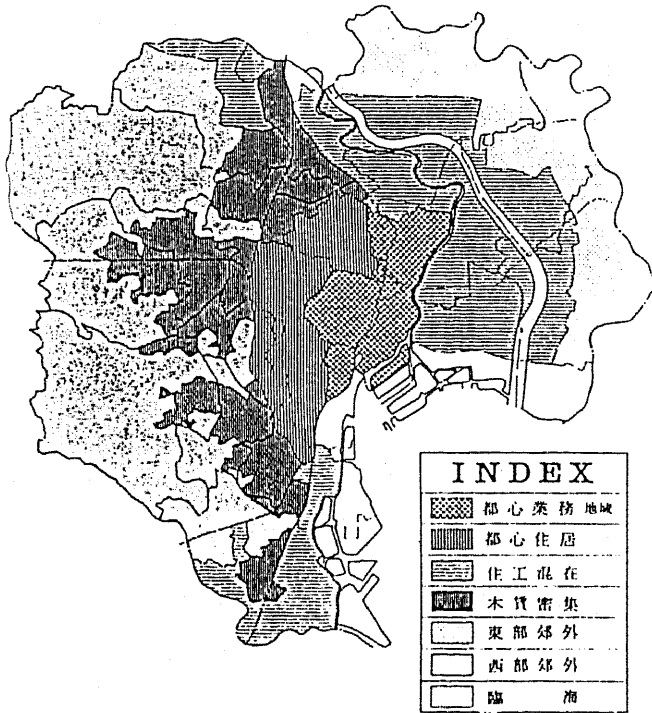 INDEX
都心業務地域
都心住居
住工混在
木賃密集
東部郊外
西部郊外
臨海